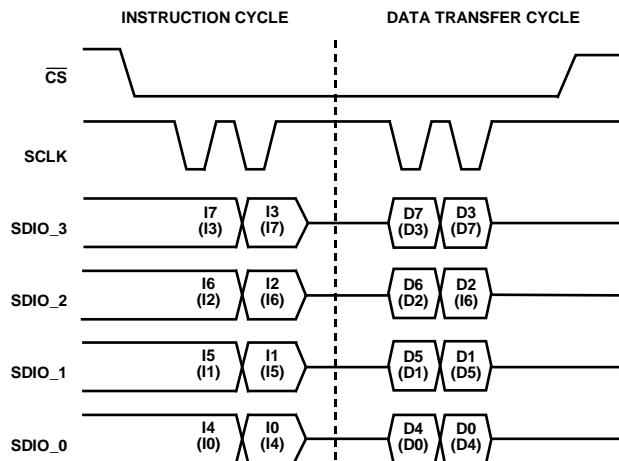 INSTRUCTION CYCLE DATA TRANSFER CYCLE
CS
SCLK
SDIO_3 I7 (I3) I3 (I7) D7 (D3) D3 (D7)
SDIO_2 I6 (I2) I2 (I6) D6 (D2) D2 (I6)
SDIO_1 I5 (I1) I1 (I5) D5 (D1) D1 (D5)
SDIO_0 I4 (I0) I0 (I4) D4 (D0) D0 (D4)